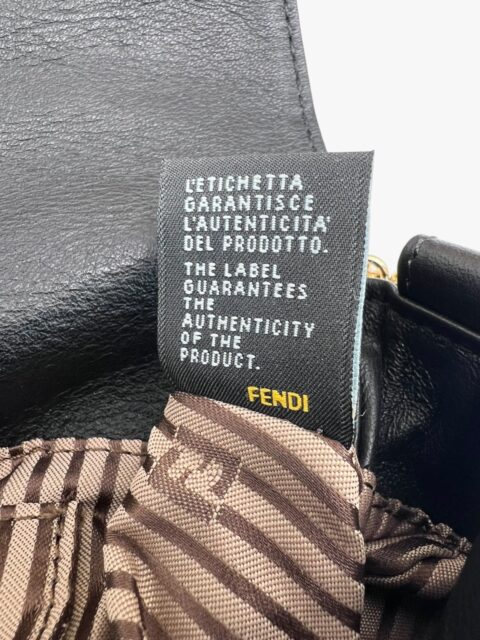 L'ETICHETTA
GARANTISCE
L'AUTENTICITA'
DEL PRODOTTO.
THE LABEL
GUARANTEES
THE
AUTHENTICITY
OF THE
PRODUCT.
FENDI